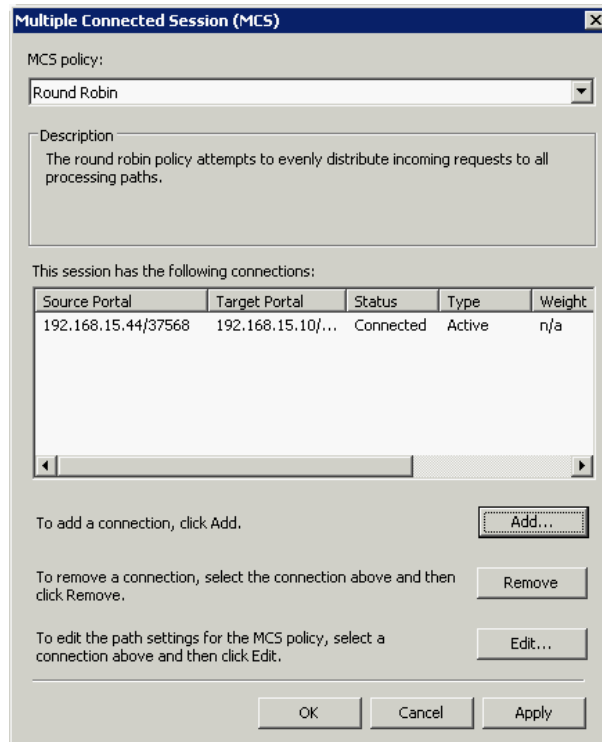 Multiple Connected Session (MCS)
MCS policy:
Round Robin
Description
The round robin policy attempts to evenly distribute incoming requests to all
processing paths.
This session has the following connections:
Source Portal Target Portal Status Type Weight
192.168.15.44/37568 192.168.15.10/... Connected Active n/a
To add a connection, click Add.
Add...
To remove a connection, select the connection above and then
click Remove.
Remove
To edit the path settings for the MCS policy, select a
connection above and then click Edit.
Edit...
OK Cancel Apply